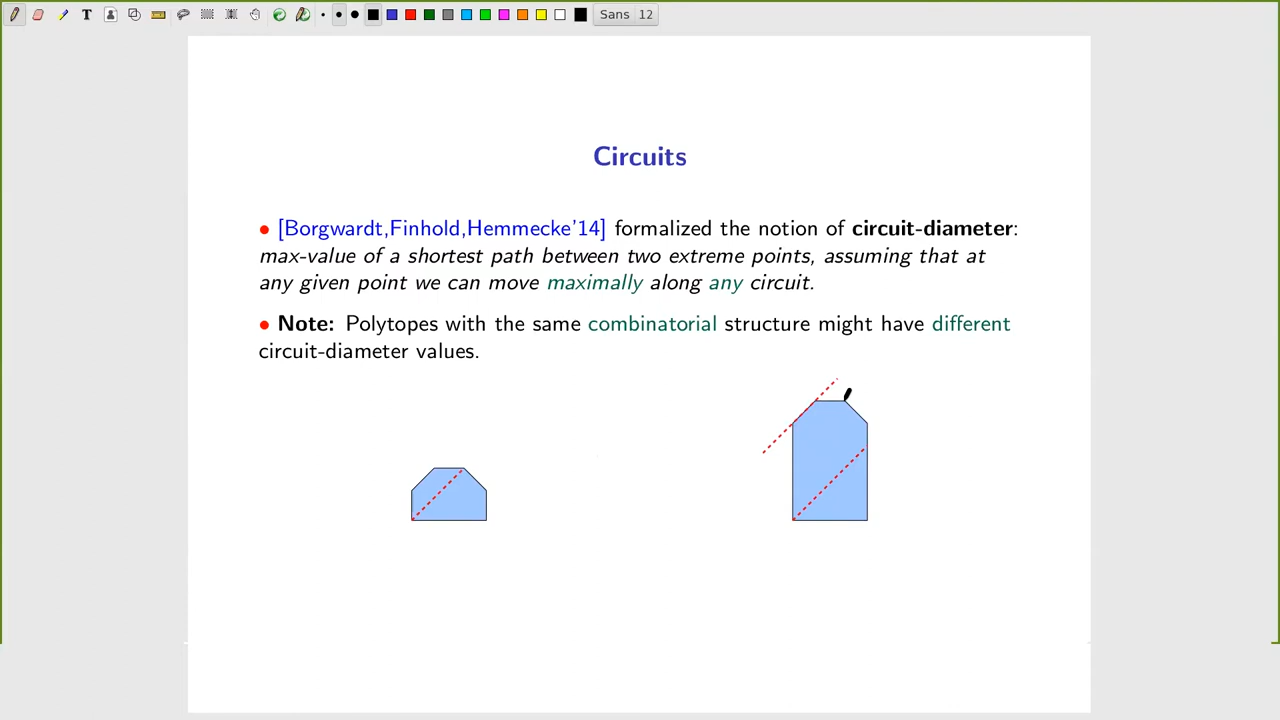 T
Sans 12
Circuits
• [Borgwardt,Finhold,Hemmecke'14] formalized the notion of circuit-diameter:
max-value of a shortest path between two extreme points, assuming that at
any given point we can move maximally along any circuit.
• Note: Polytopes with the same combinatorial structure might have different
circuit-diameter values.